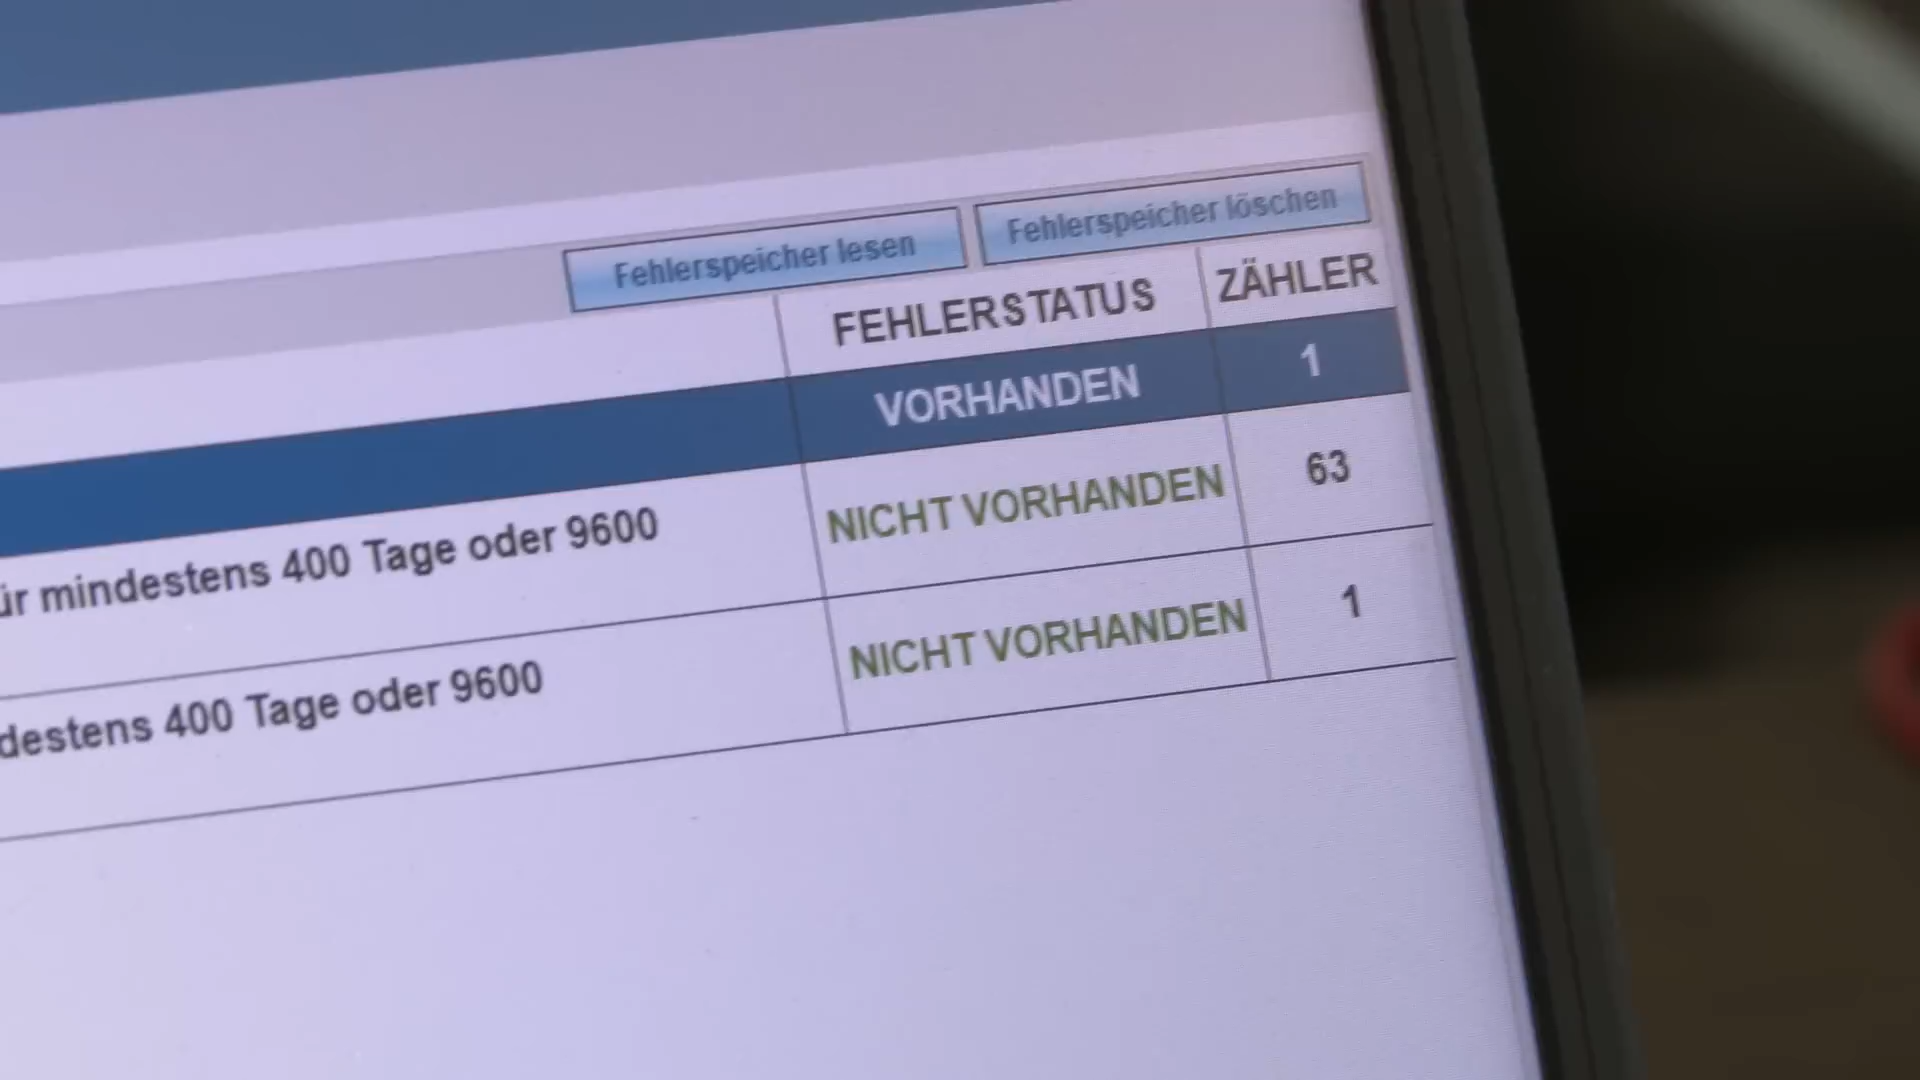 Fehlerspeicher lesen Fehlerspeicher löschen
FEHLERSTATUS ZÄHLER
VORHANDEN 1
ür mindestens 400 Tage oder 9600 NICHT VORHANDEN 63
destens 400 Tage oder 9600 NICHT VORHANDEN 1